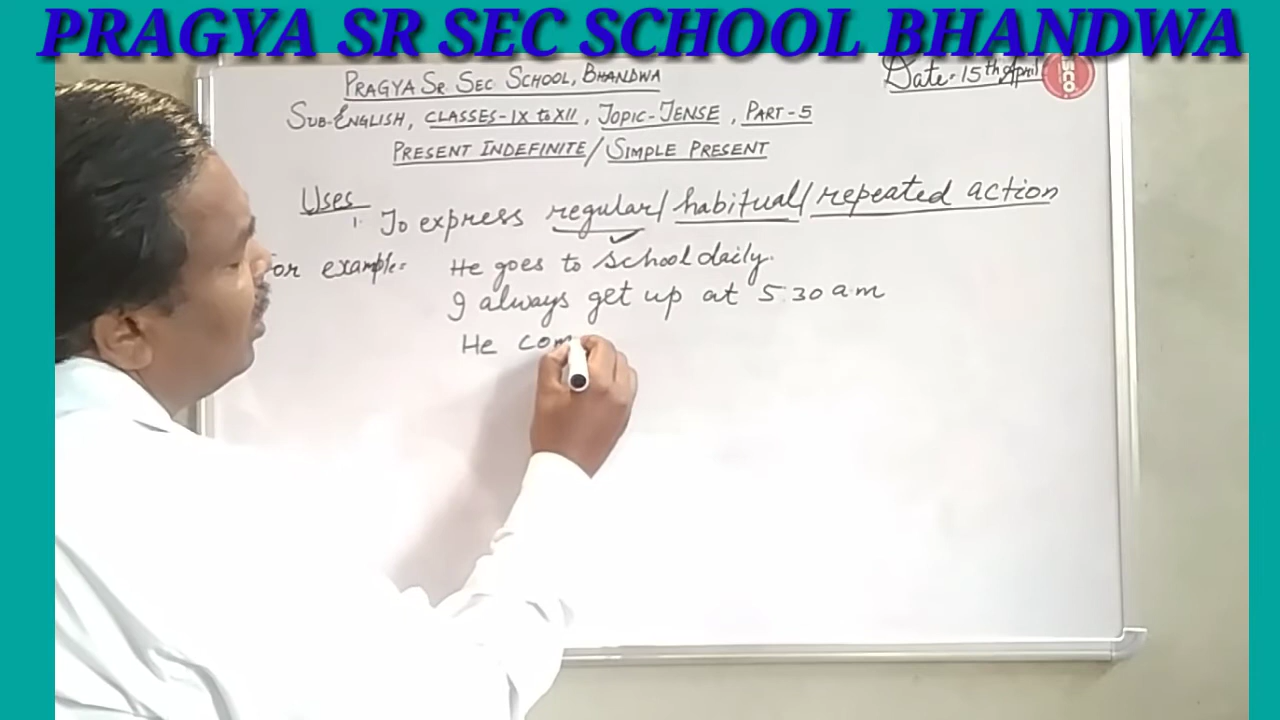 PRAGYA SR SEC SCHOOL BHANDWA
PRAGYA SR. SEC. SCHOOL, BHANDWA
Date:- 15th April
SCO.
SUB-ENGLISH, CLASSES-IX to XII, TOPIC-TENSE, PART-5
PRESENT INDEFINITE/SIMPLE PRESENT
Uses
1. To express regular/habitual/repeated action
For example:- He goes to school daily.
I always get up at 5.30 a.m
He com